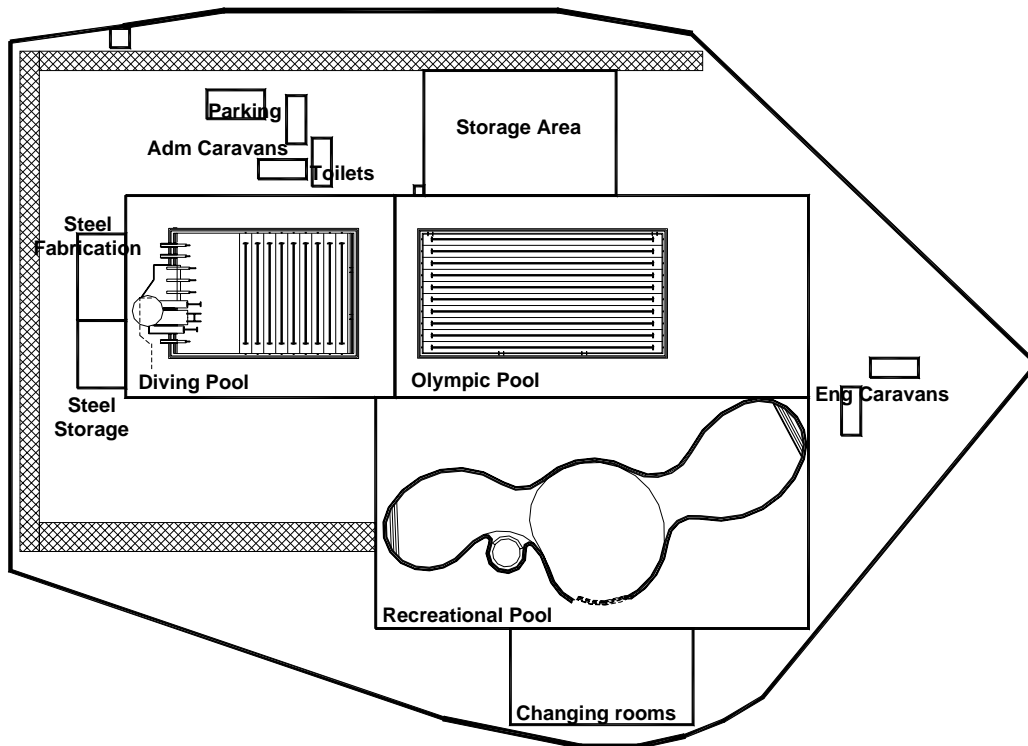 Parking
Storage Area
Adm Caravans
Toilets
Steel
Fabrication
Diving Pool
Olympic Pool
Eng Caravans
Steel
Storage
Recreational Pool
Changing rooms